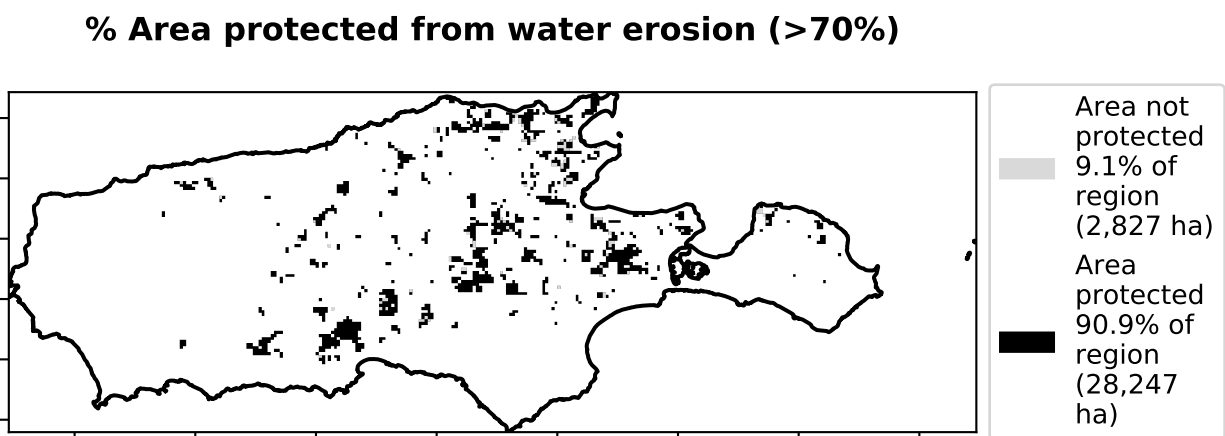 % Area protected from water erosion (>70%)
Area not
protected
9.1% of
region
(2,827 ha)
Area
protected
90.9% of
region
(28,247
ha)